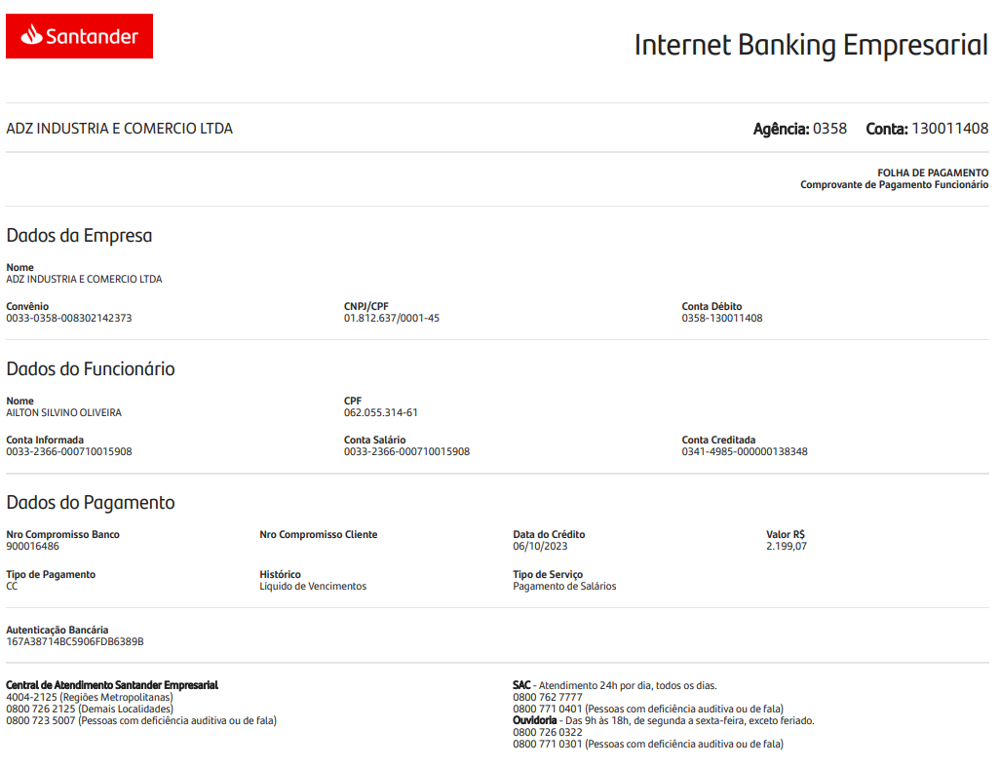 Santander
Internet Banking Empresarial
ADZ INDUSTRIA E COMERCIO LTDA Agência: 0358 Conta: 130011408
FOLHA DE PAGAMENTO
Comprovante de Pagamento Funcionário
Dados da Empresa
Nome
ADZ INDUSTRIA E COMERCIO LTDA
Convênio CNPJ/CPF Conta Débito
0033-0358-008302142373 01.812.637/0001-45 0358-130011408
Dados do Funcionário
Nome CPF
AILTON SILVINO OLIVEIRA 062.055.314-61
Conta Informada Conta Salário Conta Creditada
0033-2366-000710015908 0033-2366-000710015908 0341-4985-000000138348
Dados do Pagamento
Nro Compromisso Banco Nro Compromisso Cliente Data do Crédito Valor R$
900016486 06/10/2023 2.199,07
Tipo de Pagamento Histórico Tipo de Serviço
CC Líquido de Vencimentos Pagamento de Salários
Autenticação Bancária
167A38714BC5906FDB6389B
Central de Atendimento Santander Empresarial
4004-2125 (Regiões Metropolitanas)
0800 726 2125 (Demais Localidades)
0800 723 5007 (Pessoas com deficiência auditiva ou de fala)
SAC - Atendimento 24h por dia, todos os dias.
0800 762 7777
0800 771 0401 (Pessoas com deficiência auditiva ou de fala)
Ouvidoria - Das 9h às 18h, de segunda a sexta-feira, exceto feriado.
0800 726 0322
0800 771 0301 (Pessoas com deficiência auditiva ou de fala)